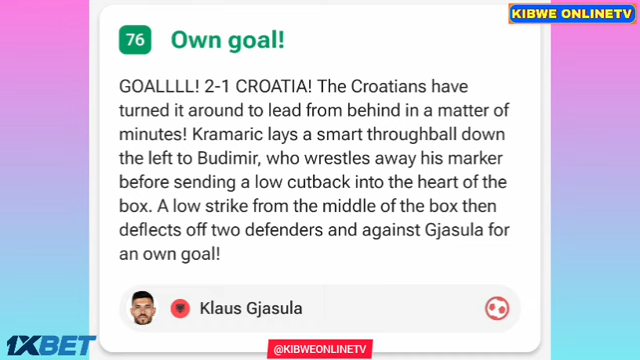 KIBWE ONLINETV
76 Own goal!
GOALLLL! 2-1 CROATIA! The Croatians have
turned it around to lead from behind in a matter of
minutes! Kramaric lays a smart throughball down
the left to Budimir, who wrestles away his marker
before sending a low cutback into the heart of the
box. A low strike from the middle of the box then
deflects off two defenders and against Gjasula for
an own goal!
Klaus Gjasula
1XBET
@KIBWEONLINETV